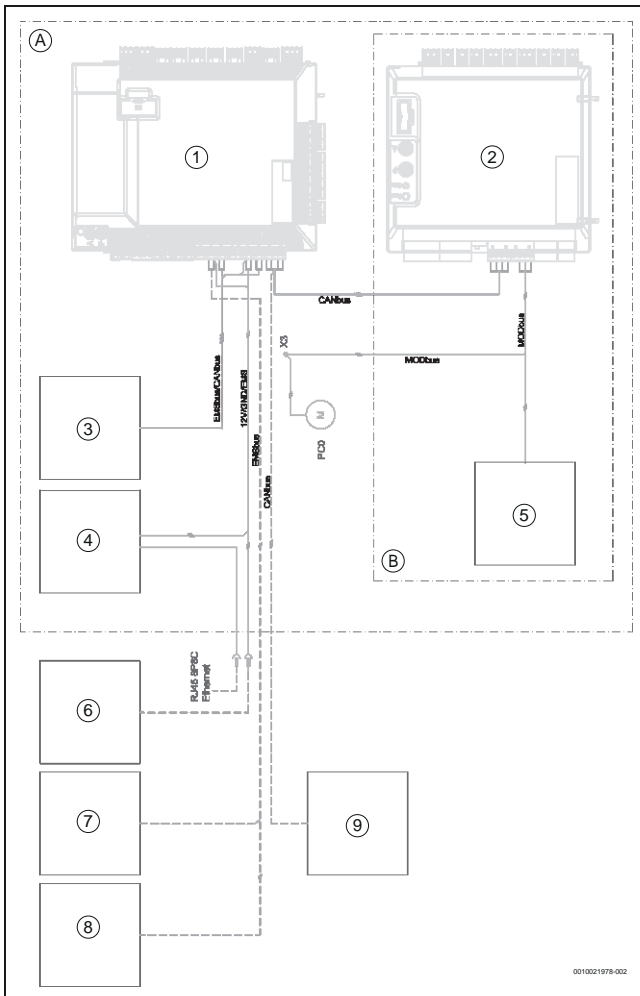 A
1
2
CANbus
MODbus
X3
MODbus
EMSbus/CANbus
12V/GND/EMS
M
PC0
3
EMSbus
CANbus
4
5
B
RJ45 8P8C
Ethernet
6
7
9
8
0010021978-002